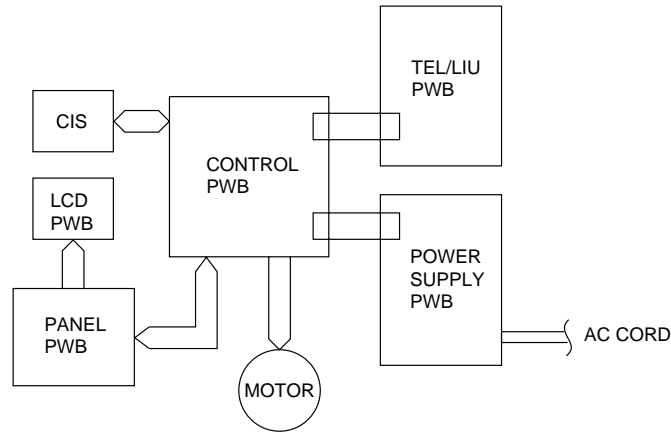 TEL/LIU
PWB
CIS
CONTROL
PWB
LCD
PWB
POWER
SUPPLY
PWB
PANEL
PWB
AC CORD
MOTOR